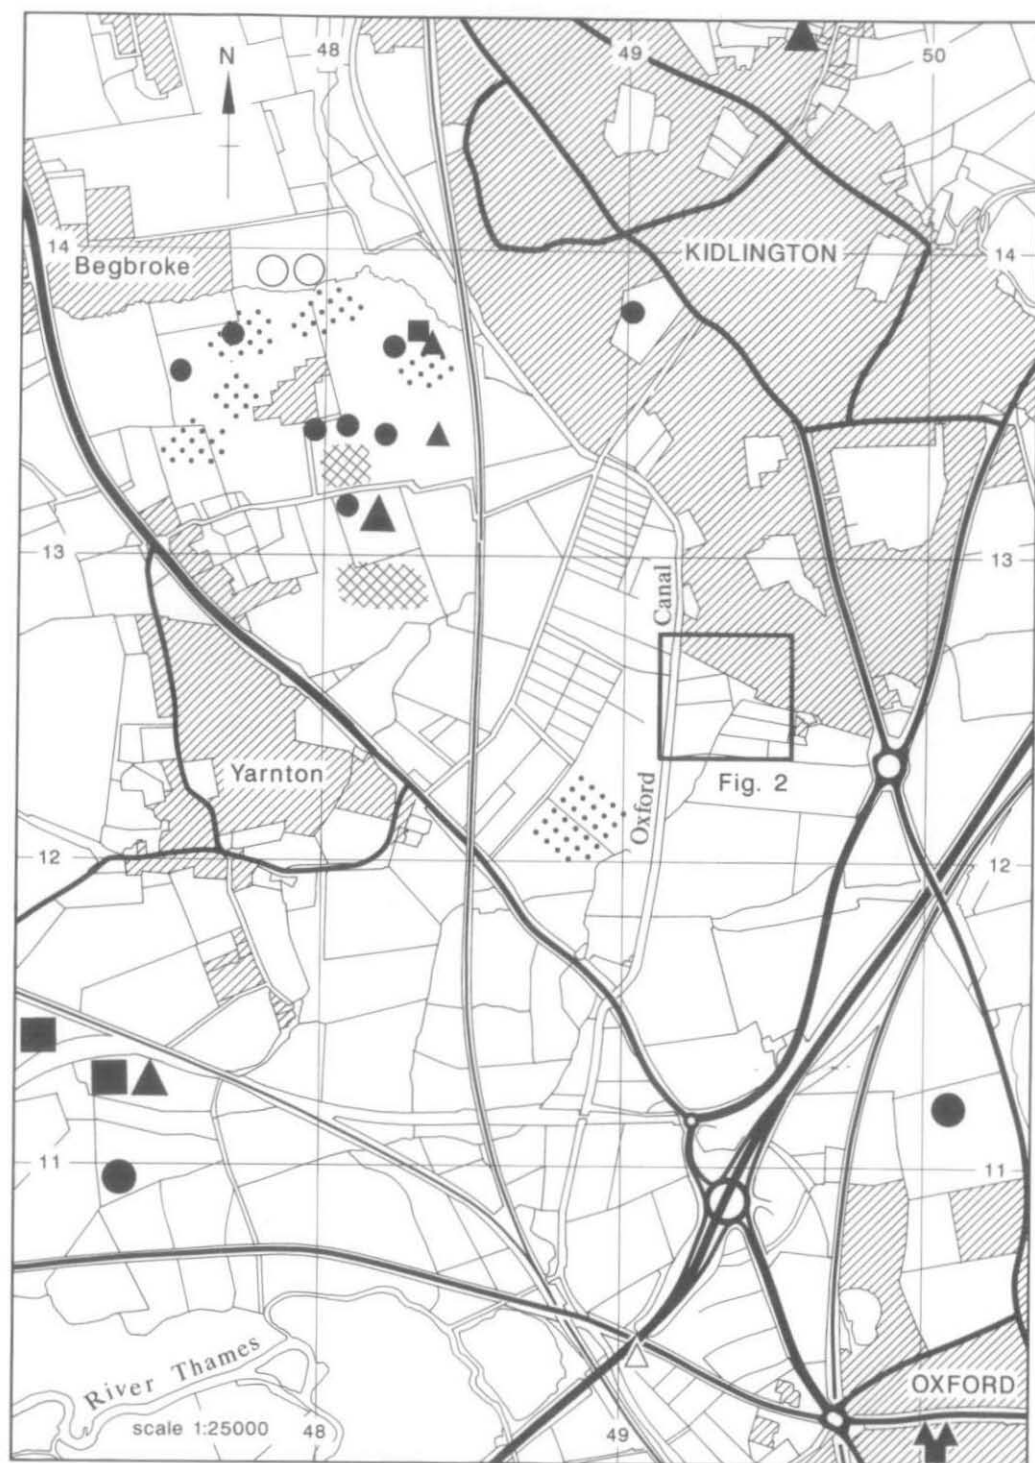 N
48
49
50
14
Begbroke
KIDLINGTON
14
13
13
Canal
Yarnton
Oxford
Fig. 2
12
12
11
11
River Thames
OXFORD
scale 1:25000
48
49